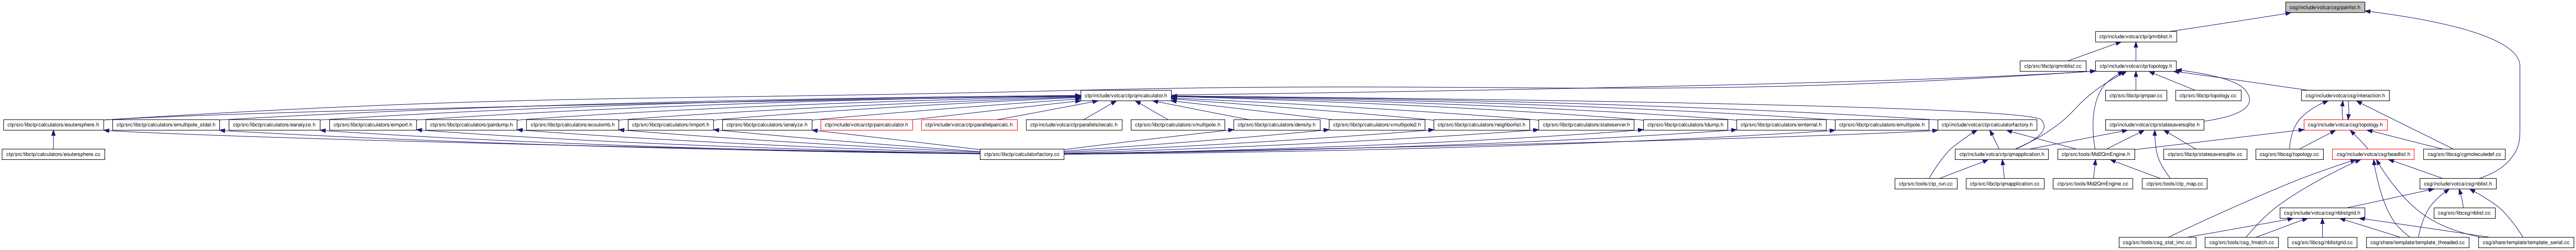 csg/include/votca/csg/pairlist.h
ctp/include/votca/ctp/qmnblist.h
ctp/src/libctp/qmnblist.cc
ctp/include/votca/ctp/topology.h
ctp/include/votca/ctp/qmcalculator.h
ctp/src/libctp/qmpair.cc
ctp/src/libctp/topology.cc
csg/include/votca/csg/interaction.h
ctp/src/libctp/calculators/eoutersphere.h
ctp/src/libctp/calculators/emultipole_stdal.h
ctp/src/libctp/calculators/eanalyze.h
ctp/src/libctp/calculators/eimport.h
ctp/src/libctp/calculators/pairdump.h
ctp/src/libctp/calculators/ecoulomb.h
ctp/src/libctp/calculators/iimport.h
ctp/src/libctp/calculators/ianalyze.h
ctp/include/votca/ctp/paircalculator.h
ctp/include/votca/ctp/parallelpaircalc.h
ctp/include/votca/ctp/parallelsitecalc.h
ctp/src/libctp/calculators/xmultipole.h
ctp/src/libctp/calculators/density.h
ctp/src/libctp/calculators/xmultipole2.h
ctp/src/libctp/calculators/neighborlist.h
ctp/src/libctp/calculators/stateserver.h
ctp/src/libctp/calculators/tdump.h
ctp/src/libctp/calculators/einternal.h
ctp/src/libctp/calculators/emultipole.h
ctp/include/votca/ctp/calculatorfactory.h
ctp/include/votca/ctp/statesaversqlite.h
csg/include/votca/csg/topology.h
ctp/src/libctp/calculators/eoutersphere.cc
ctp/src/libctp/calculatorfactory.cc
ctp/include/votca/ctp/qmapplication.h
ctp/src/tools/Md2QmEngine.h
ctp/src/libctp/statesaversqlite.cc
csg/src/libcsg/topology.cc
csg/include/votca/csg/beadlist.h
csg/src/libcsg/cgmoleculedef.cc
ctp/src/tools/ctp_run.cc
ctp/src/libctp/qmapplication.cc
ctp/src/tools/Md2QmEngine.cc
ctp/src/tools/ctp_map.cc
csg/include/votca/csg/nblist.h
csg/include/votca/csg/nblistgrid.h
csg/src/libcsg/nblist.cc
csg/src/tools/csg_stat_imc.cc
csg/src/tools/csg_fmatch.cc
csg/src/libcsg/nblistgrid.cc
csg/share/template/template_threaded.cc
csg/share/template/template_serial.cc